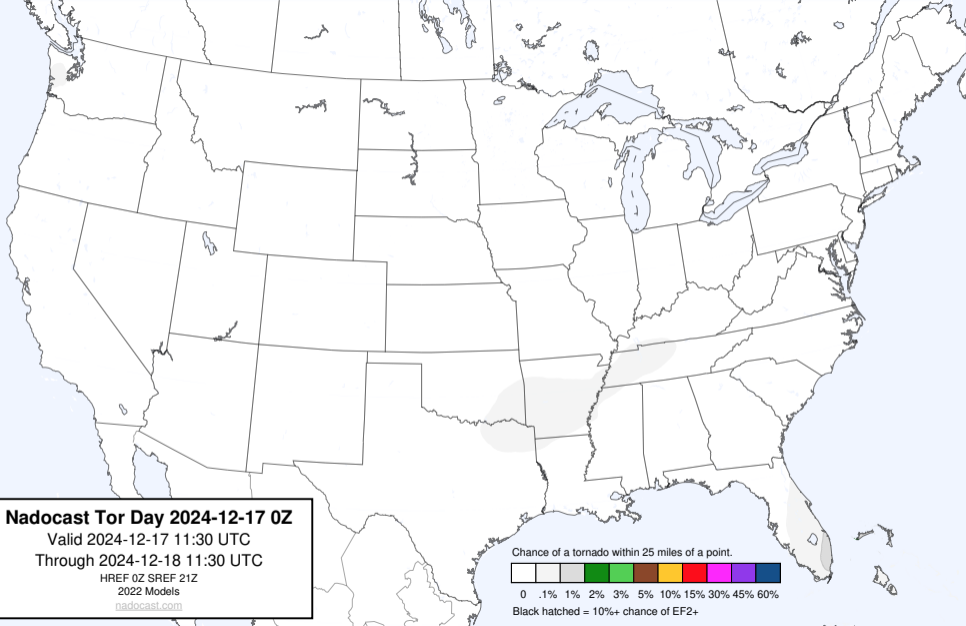 Nadocast Tor Day 2024-12-17 0Z
Valid 2024-12-17 11:30 UTC
Through 2024-12-18 11:30 UTC
HREF 0Z SREF 21Z
2022 Models
nadocast.com
Chance of a tornado within 25 miles of a point.
0 .1% 1% 2% 3% 5% 10% 15% 30% 45% 60%
Black hatched = 10%+ chance of EF2+